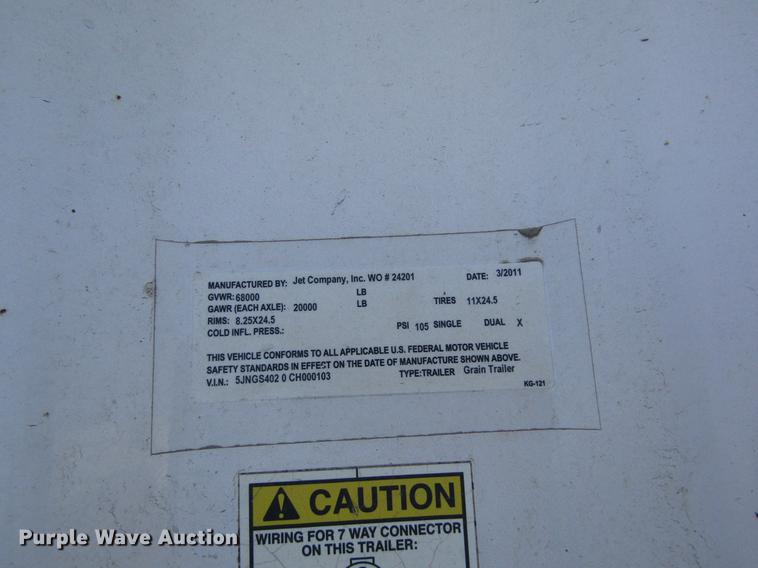 MANUFACTURED BY: Jet Company, Inc. WO # 24201 DATE: 3/2011
GVWR: 68000 LB
GAWR (EACH AXLE): 20000 LB TIRES 11X24.5
RIMS: 8.25X24.5
COLD INFL. PRESS.: PSI 105 SINGLE DUAL X
THIS VEHICLE CONFORMS TO ALL APPLICABLE U.S. FEDERAL MOTOR VEHICLE
SAFETY STANDARDS IN EFFECT ON THE DATE OF MANUFACTURE SHOWN ABOVE.
V.I.N.: 5JNGS402 0 CH000103 TYPE:TRAILER Grain Trailer
KG-121
CAUTION
WIRING FOR 7 WAY CONNECTOR
ON THIS TRAILER:
Purple Wave Auction